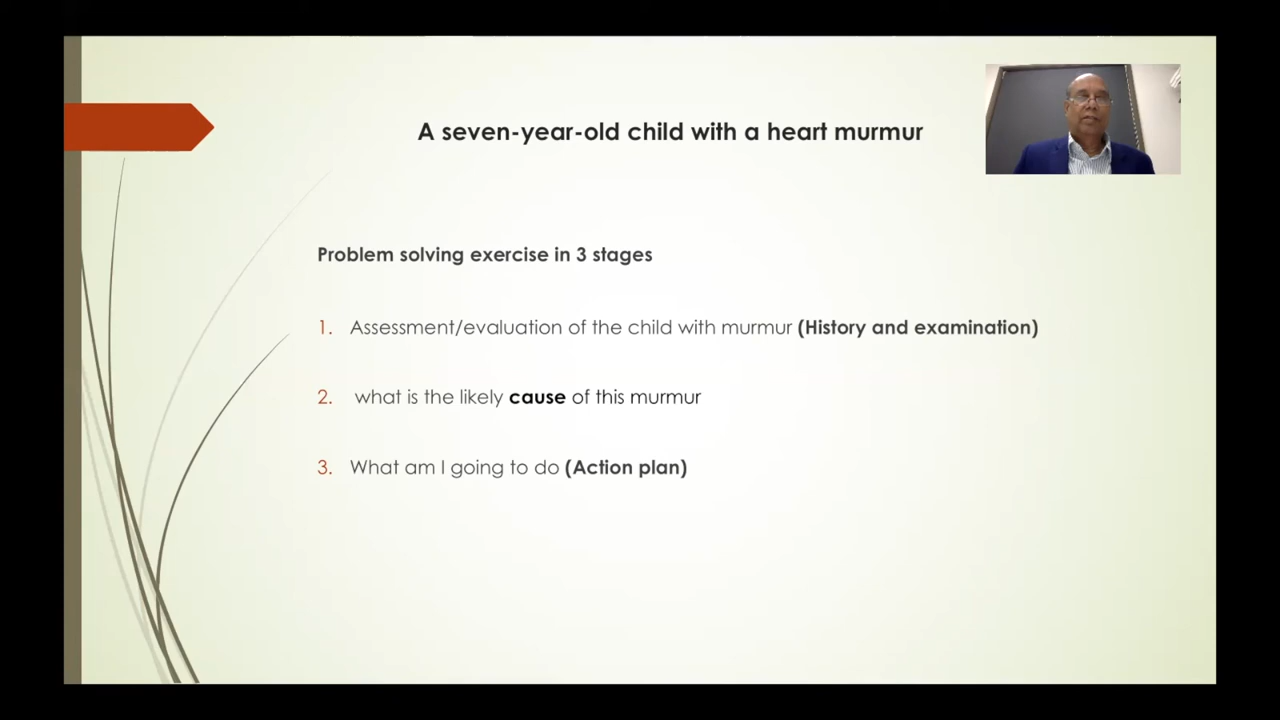 A seven-year-old child with a heart murmur
Problem solving exercise in 3 stages
1. Assessment/evaluation of the child with murmur (History and examination)
2. what is the likely cause of this murmur
3. What am I going to do (Action plan)